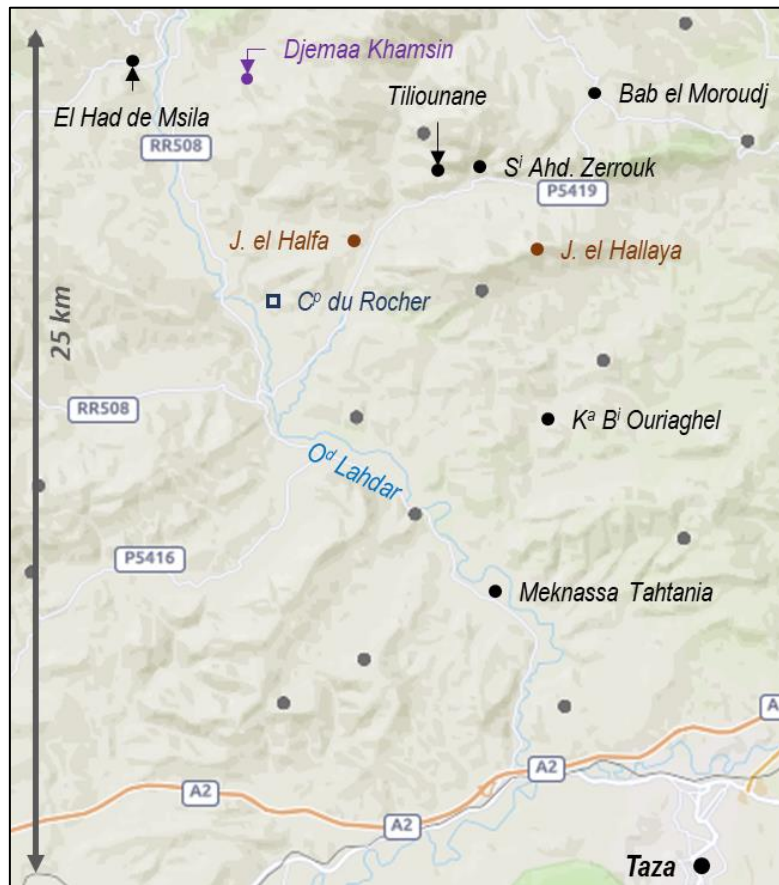 Djemaa Khamsin
Tiliounane
Bab el Moroudj
El Had de Msila
RR508
Sⁱ Ahd. Zerrouk
P5419
J. el Halfa
J. el Hallaya
Cᵖ du Rocher
25 km
RR508
Kᵃ Bⁱ Ouriaghel
Oᵈ Lahdar
P5416
Meknassa Tahtania
A
A2
A2
A2
Taza